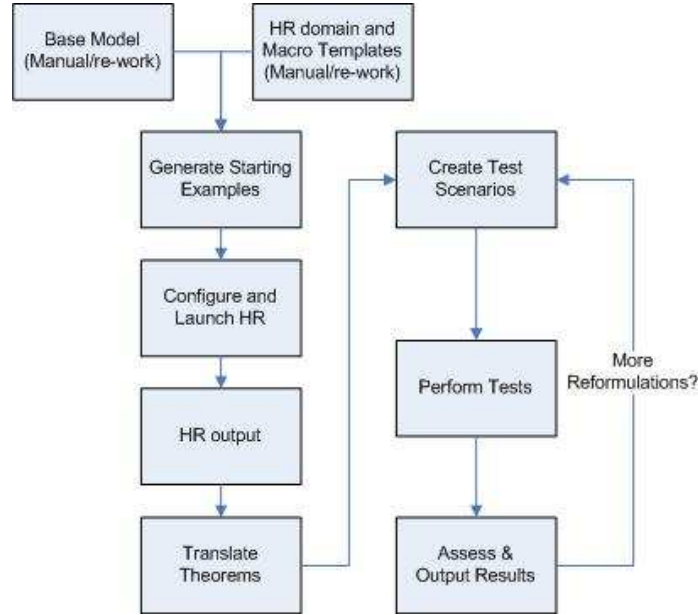 Base Model
(Manual/re-work)
HR domain and
Macro Templates
(Manual/re-work)
Generate Starting
Examples
Configure and
Launch HR
HR output
Translate
Theorems
Create Test
Scenarios
Perform Tests
Assess &
Output Results
More
Reformulations?